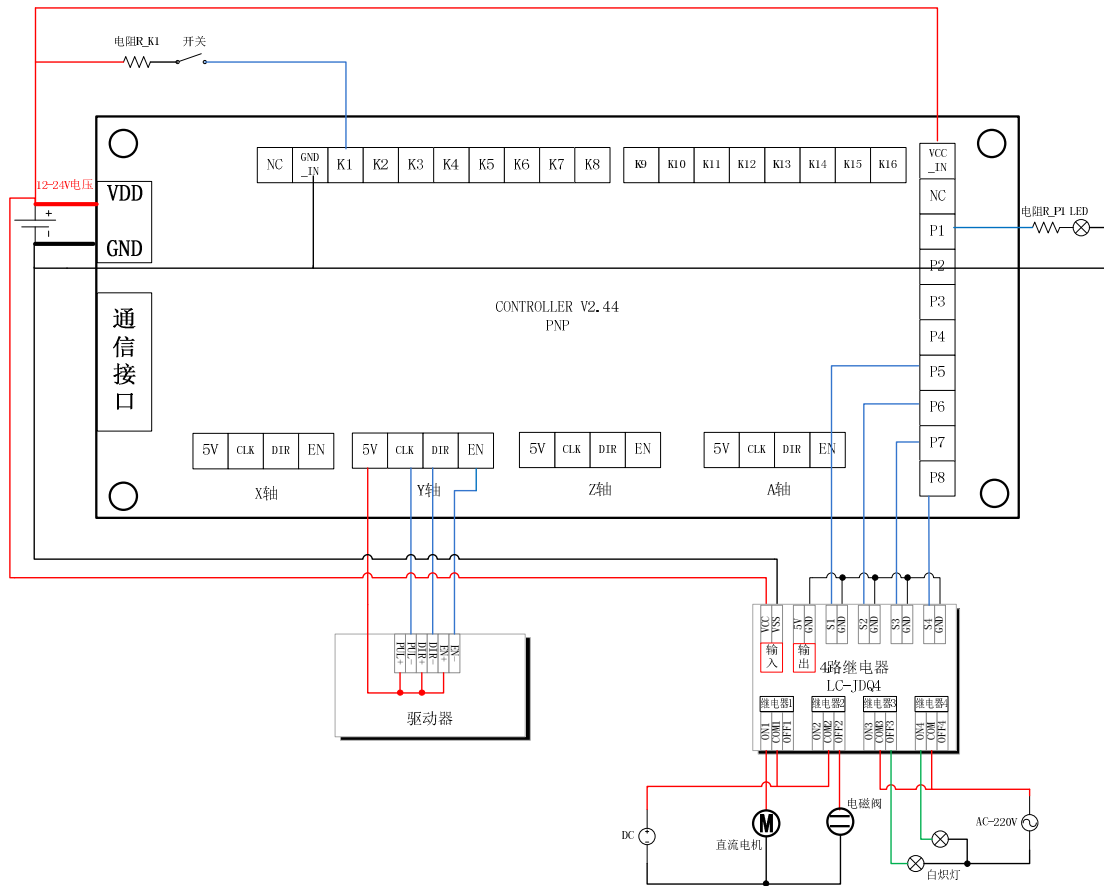 电阻R_K1
开关
NC
GND
_IN
K1
K2
K3
K4
K5
K6
K7
K8
K9
K10
K11
K12
K13
K14
K15
K16
VCC
_IN
NC
P1
P2
P3
P4
P5
P6
P7
P8
12-24V电压
VDD
+
-
GND
电阻R_P1 LED
通
信
接
口
CONTROLLER V2.44
PNP
5V
CLK
DIR
EN
X轴
5V
CLK
DIR
EN
Y轴
5V
CLK
DIR
EN
Z轴
5V
CLK
DIR
EN
A轴
PUL+
PUL-
DIR+
DIR-
EN+
EN-
驱动器
VCC
VSS
5V
GND
S1
GND
S2
GND
S3
GND
S4
GND
输入
输出
4路继电器
LC-JDQ4
继电器1
继电器2
继电器3
继电器4
ON1
COM1
OFF1
ON2
COM2
OFF2
ON3
COM3
OFF3
ON4
COM
OFF4
DC
M
直流电机
电磁阀
AC-220V
白炽灯